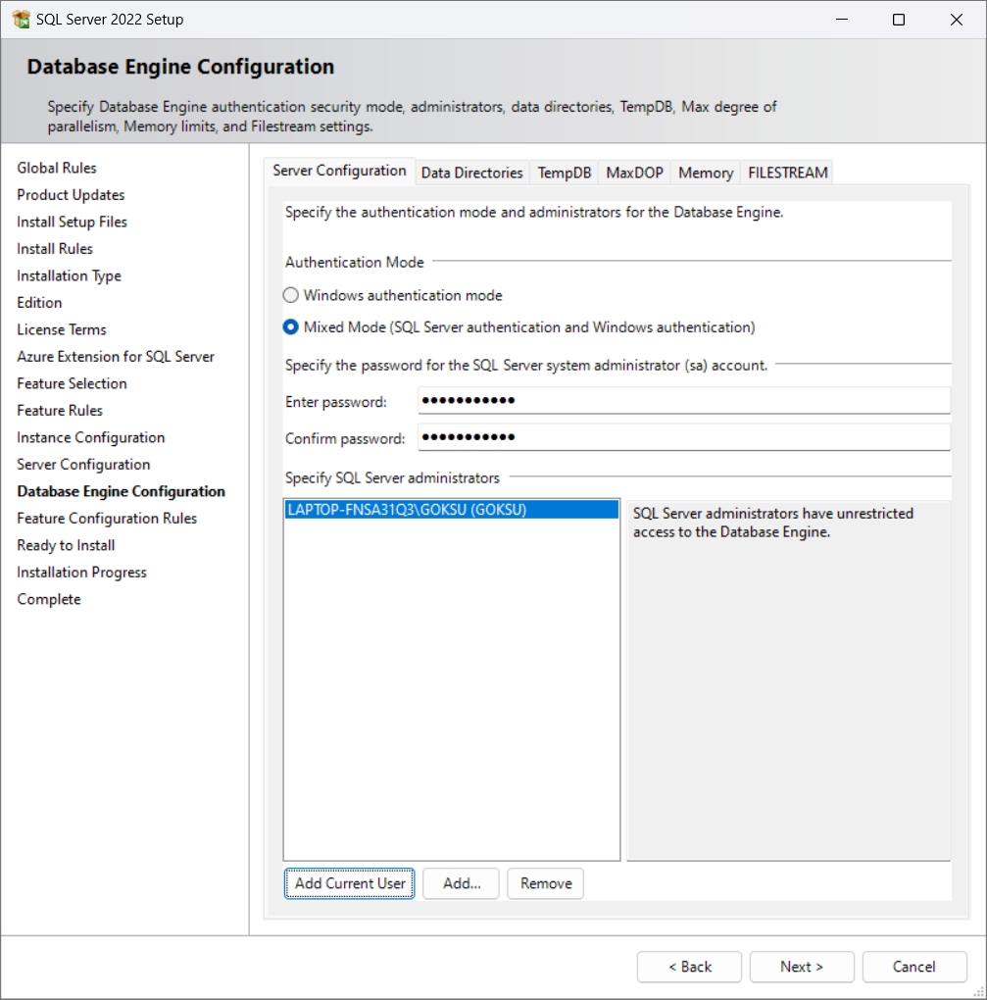 SQL Server 2022 Setup
Database Engine Configuration
Specify Database Engine authentication security mode, administrators, data directories, TempDB, Max degree of
parallelism, Memory limits, and Filestream settings.
Global Rules
Product Updates
Install Setup Files
Install Rules
Installation Type
Edition
License Terms
Azure Extension for SQL Server
Feature Selection
Feature Rules
Instance Configuration
Server Configuration
Database Engine Configuration
Feature Configuration Rules
Ready to Install
Installation Progress
Complete
Server Configuration Data Directories TempDB MaxDOP Memory FILESTREAM
Specify the authentication mode and administrators for the Database Engine.
Authentication Mode
Windows authentication mode
Mixed Mode (SQL Server authentication and Windows authentication)
Specify the password for the SQL Server system administrator (sa) account.
Enter password: ●●●●●●●●●●●
Confirm password: ●●●●●●●●●●●
Specify SQL Server administrators
LAPTOP-FNSA31Q3\GOKSU (GOKSU)
SQL Server administrators have unrestricted
access to the Database Engine.
Add Current User Add... Remove
< Back Next > Cancel